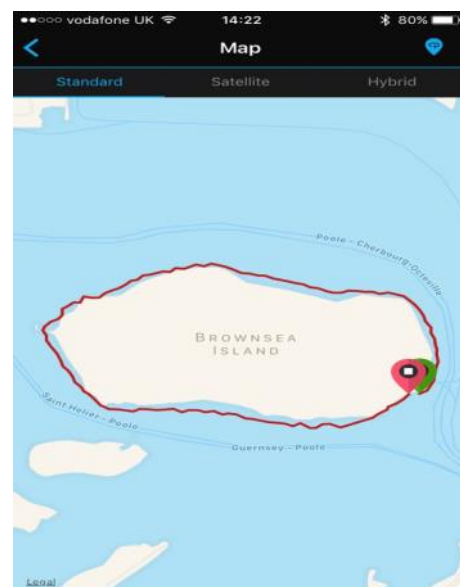 vodafone UK 14:22 80%
Map
Standard Satellite Hybrid
Poole - Cherbourg-Octeville
BROWNSEA
ISLAND
Saint Helier - Poole
Guernsey - Poole
Legal